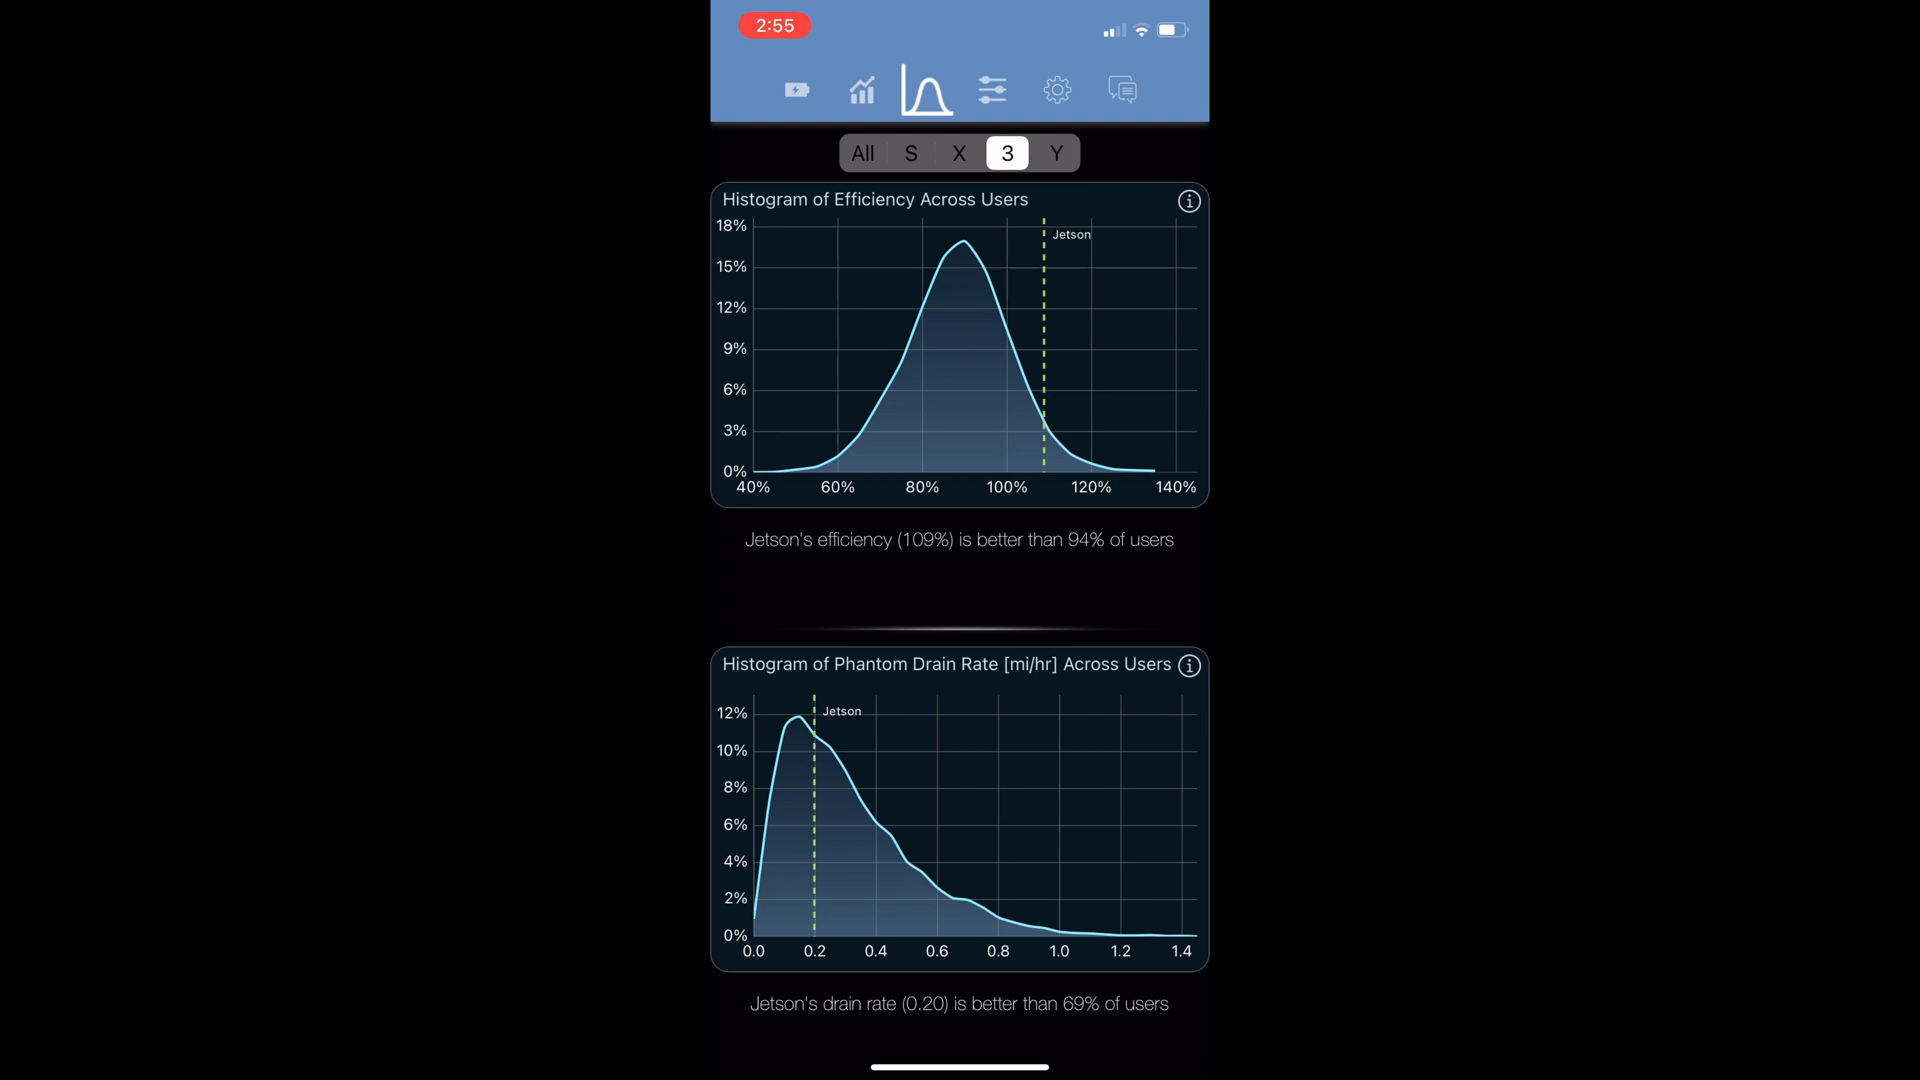 2:55
All S X 3 Y
Histogram of Efficiency Across Users
18%
Jetson
15%
12%
9%
6%
3%
0%
40% 60% 80% 100% 120% 140%
Jetson's efficiency (109%) is better than 94% of users
Histogram of Phantom Drain Rate [mi/hr] Across Users
12%
Jetson
10%
8%
6%
4%
2%
0%
0.0 0.2 0.4 0.6 0.8 1.0 1.2 1.4
Jetson's drain rate (0.20) is better than 69% of users